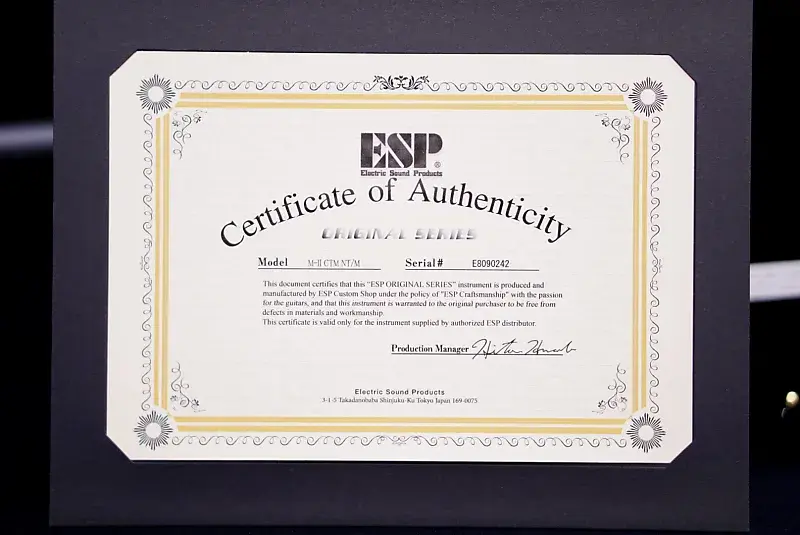 ESP®
Electric Sound Products
Certificate of Authenticity
ORIGINAL SERIES
Model M-II CTM NT/M Serial# E8090242
This document certifies that this "ESP ORIGINAL SERIES" instrument is produced and
manufactured by ESP Custom Shop under the policy of "ESP Craftsmanship" with the passion
for the guitars, and that this instrument is warranted to the original purchaser to be free from
defects in materials and workmanship.
This certificate is valid only for the instrument supplied by authorized ESP distributor.
Production Manager
Electric Sound Products
3-1-5 Takadanobaba Shinjuku-Ku Tokyo Japan 169-0075